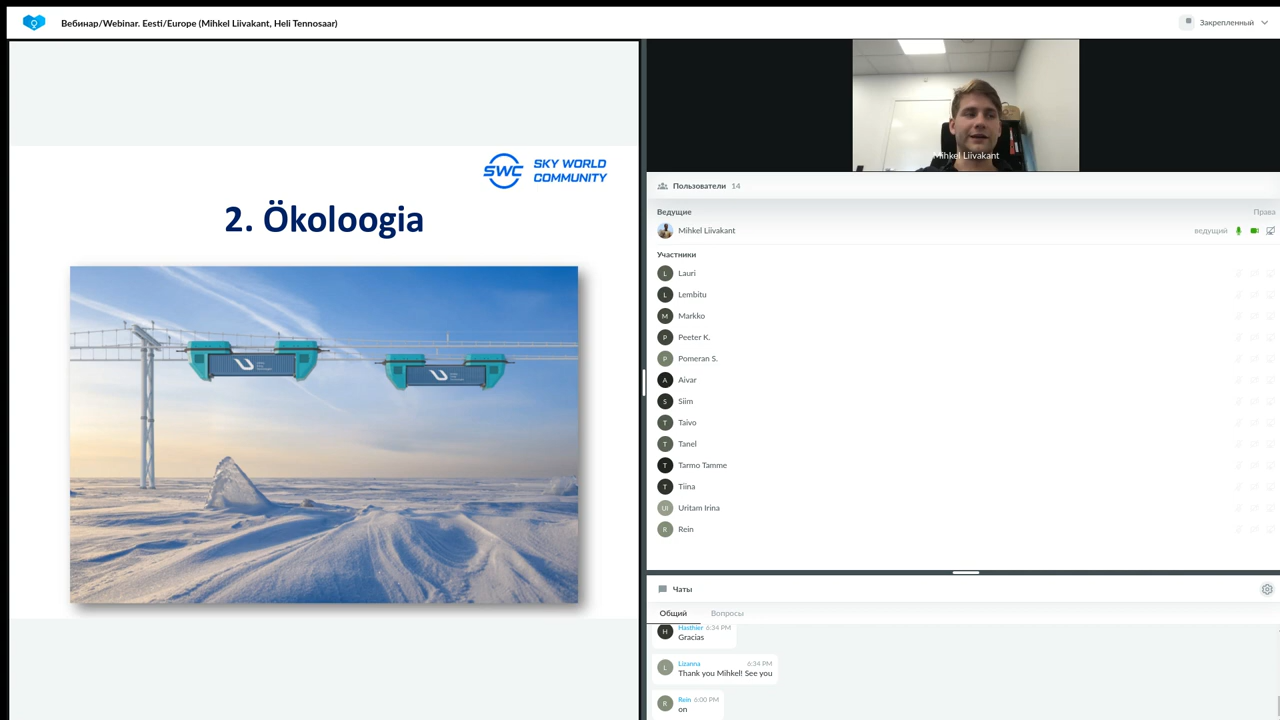 Вебинар/Webinar. Eesti/Europe (Mihkel Liivakant, Heli Tennosaar)
Закрепленный
SWC SKY WORLD
COMMUNITY
2. Ökoloogia
Mihkel Liivakant
Пользователи 14
Ведущие Права
Mihkel Liivakant ведущий
Участники
L Lauri
L Lembitu
M Markko
P Peeter K.
P Pomeran S.
A Aivar
S Siim
T Taivo
T Tanel
T Tarmo Tamme
T Tiina
UI Uritam Irina
R Rein
Чаты
Общий Вопросы
H Hasthier 6:34 PM
Gracias
L Lizanna 6:34 PM
Thank you Mihkel! See you
R Rein 6:00 PM
on